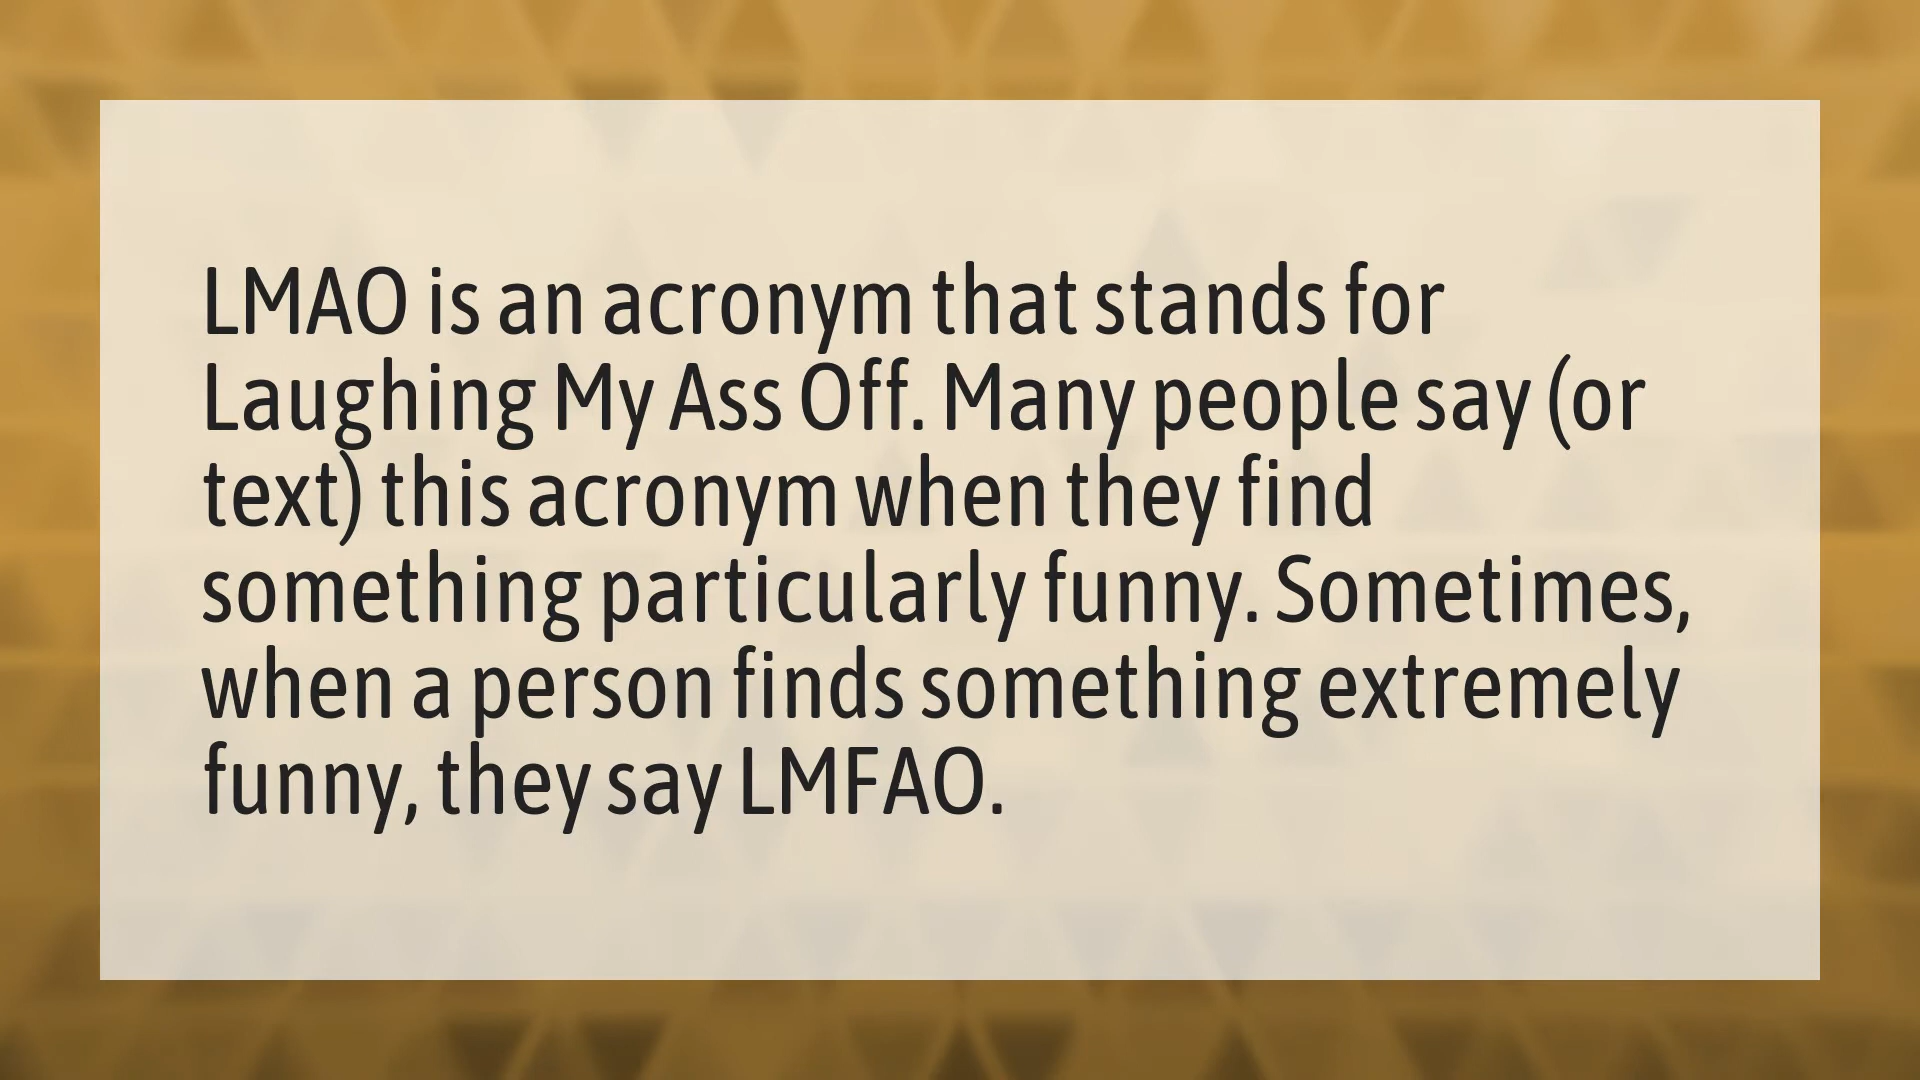 LMAO is an acronym that stands for
Laughing My Ass Off. Many people say (or
text) this acronym when they find
something particularly funny. Sometimes,
when a person finds something extremely
funny, they say LMFAO.